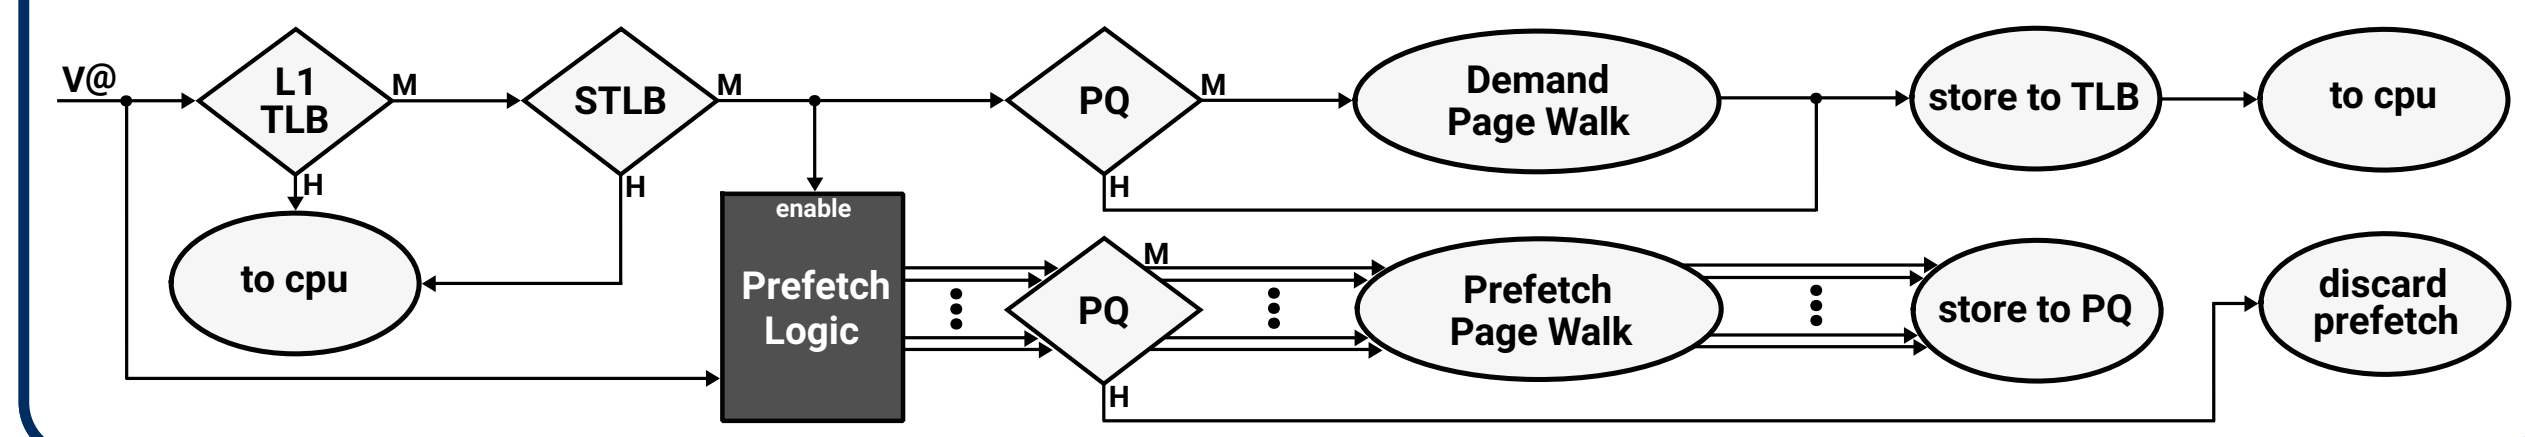 V@
L1
TLB
M
H
STLB
M
H
to cpu
enable
Prefetch
Logic
PQ
M
H
Demand
Page Walk
store to TLB
to cpu
PQ
M
H
Prefetch
Page Walk
store to PQ
discard
prefetch